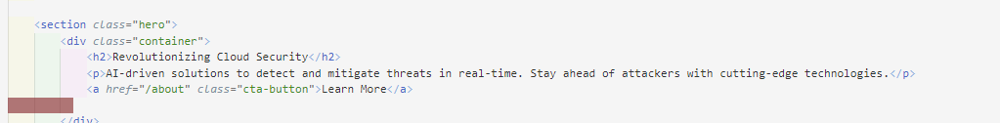 <section class="hero">
<div class="container">
<h2>Revolutionizing Cloud Security</h2>
<p>AI-driven solutions to detect and mitigate threats in real-time. Stay ahead of attackers with cutting-edge technologies.</p>
<a href="/about" class="cta-button">Learn More</a>
</div>